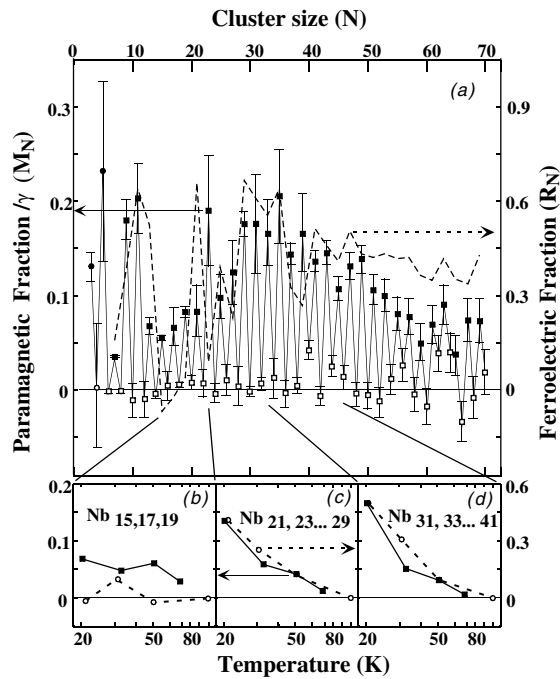 Cluster size (N)
0 10 20 30 40 50 60 70
(a)
0.3
0.2
0.1
0
0.9
0.6
0.3
0
Paramagnetic Fraction /γ (M_N)
Ferroelectric Fraction (R_N)
0.2
0.1
0
(b)
Nb 15,17,19
(c)
Nb 21, 23... 29
(d)
Nb 31, 33... 41
0.6
0.3
0
20 50 80 20 50 80 20 50 80
Temperature (K)